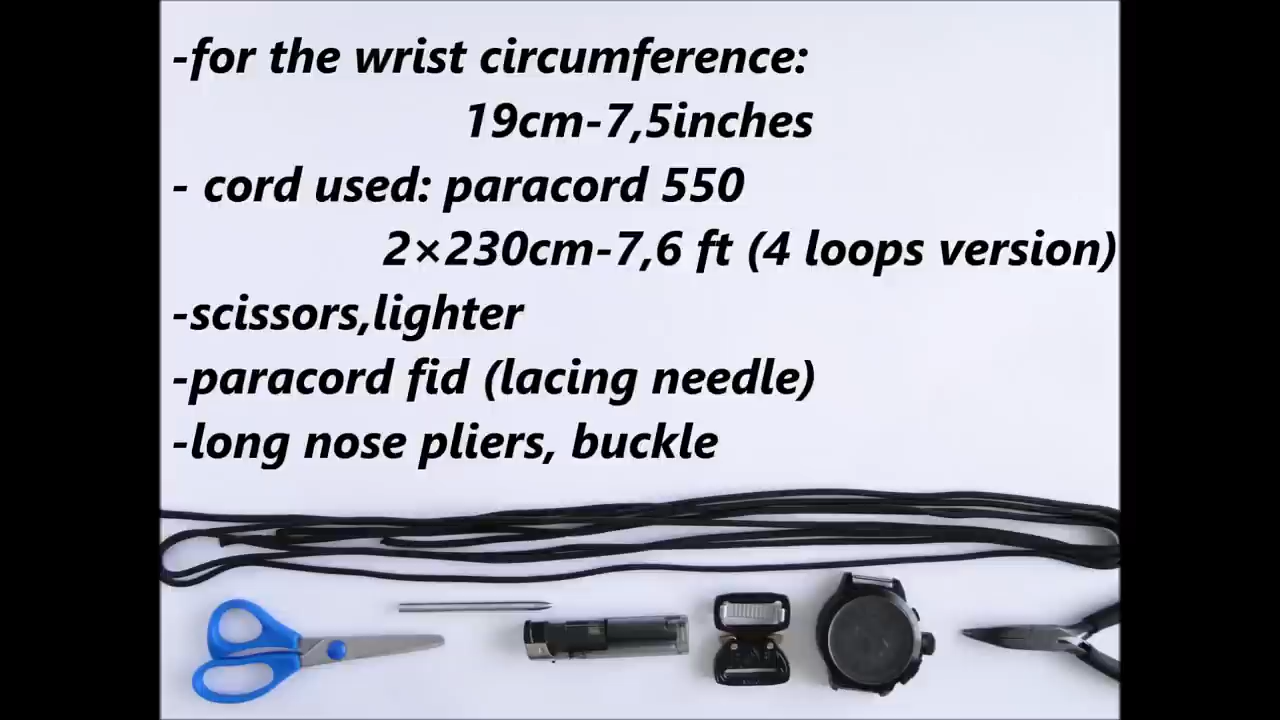 -for the wrist circumference:
19cm-7,5inches
- cord used: paracord 550
2×230cm-7,6 ft (4 loops version)
-scissors,lighter
-paracord fid (lacing needle)
-long nose pliers, buckle